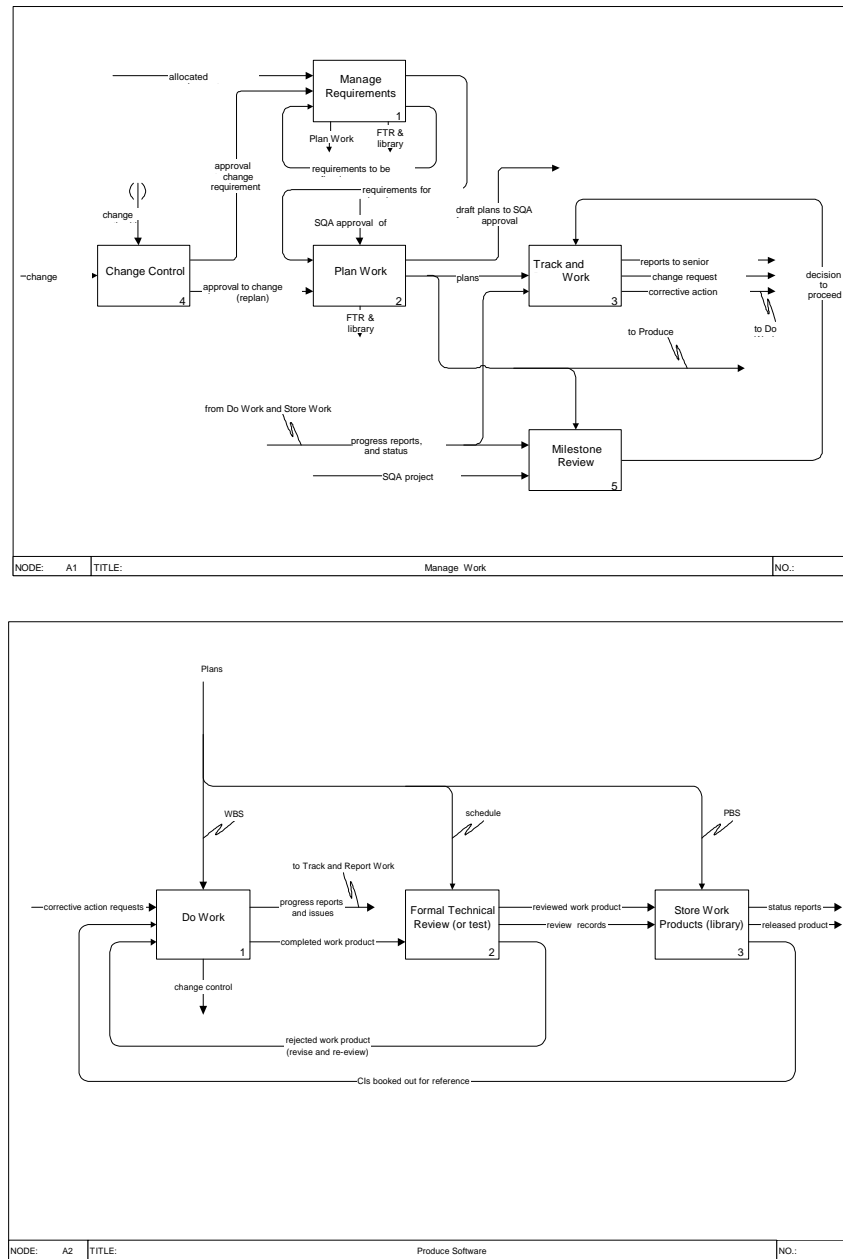 allocated
Manage
Requirements
1
Plan Work
FTR &
library
requirements to be
approval
change
requirement
requirements for
change
SQA approval of
draft plans to SQA
approval
change
Change Control
4
approval to change
(replan)
Plan Work
2
FTR &
library
plans
Track and
Work
3
reports to senior
change request
corrective action
decision
to
proceed
to Do
to Produce
from Do Work and Store Work
progress reports,
and status
SQA project
Milestone
Review
5
NODE: A1 TITLE: Manage Work NO.:
Plans
WBS
schedule
PBS
to Track and Report Work
corrective action requests
Do Work
1
progress reports
and issues
completed work product
change control
Formal Technical
Review (or test)
2
reviewed work product
review records
Store Work
Products (library)
3
status reports
released product
rejected work product
(revise and re-eview)
CIs booked out for reference
NODE: A2 TITLE: Produce Software NO.: